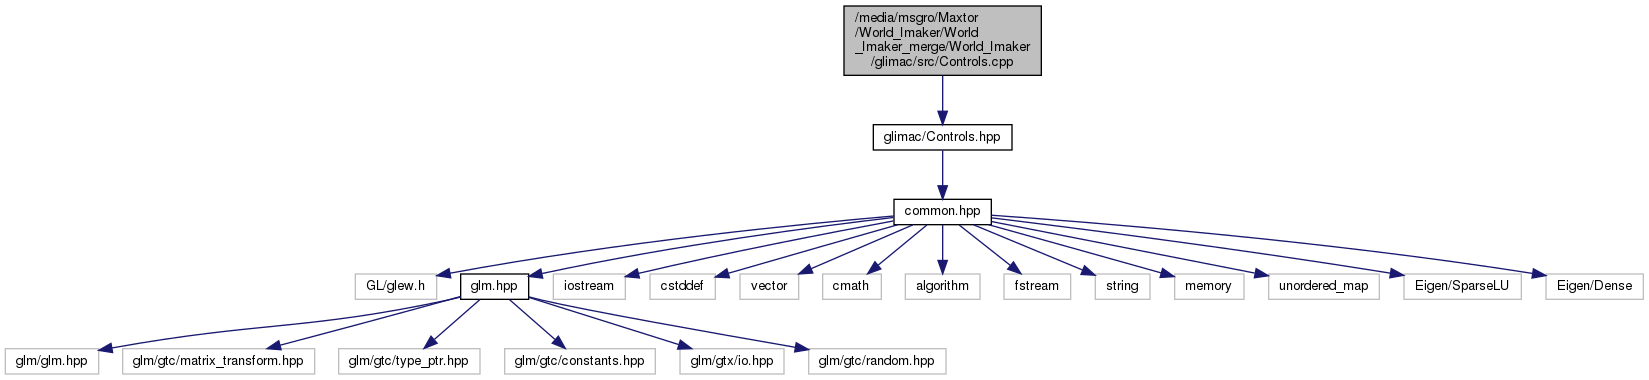 /media/msgro/Maxtor
/World_Imaker/World
_Imaker_merge/World_Imaker
/glimac/src/Controls.cpp
glimac/Controls.hpp
common.hpp
GL/glew.h
glm.hpp
iostream
cstddef
vector
cmath
algorithm
fstream
string
memory
unordered_map
Eigen/SparseLU
Eigen/Dense
glm/glm.hpp
glm/gtc/matrix_transform.hpp
glm/gtc/type_ptr.hpp
glm/gtc/constants.hpp
glm/gtx/io.hpp
glm/gtc/random.hpp